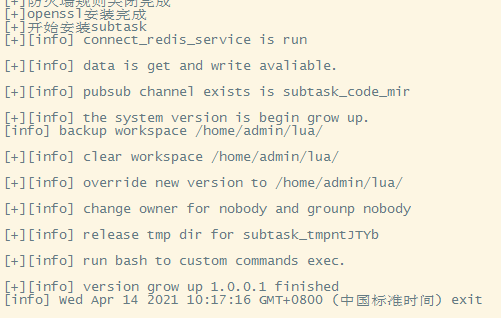 [+]防火墙规则关闭完成
[+]openssl安装完成
[+]开始安装subtask
[+][info] connect_redis_service is run
[+][info] data is get and write avaliable.
[+][info] pubsub channel exists is subtask_code_mir
[+][info] the system version is begin grow up.
[info] backup workspace /home/admin/lua/
[+][info] clear workspace /home/admin/lua/
[+][info] override new version to /home/admin/lua/
[+][info] change owner for nobody and grounp nobody
[+][info] release tmp dir for subtask_tmpntJTYb
[+][info] run bash to custom commands exec.
[+][info] version grow up 1.0.0.1 finished
[info] Wed Apr 14 2021 10:17:16 GMT+0800 (中国标准时间) exit